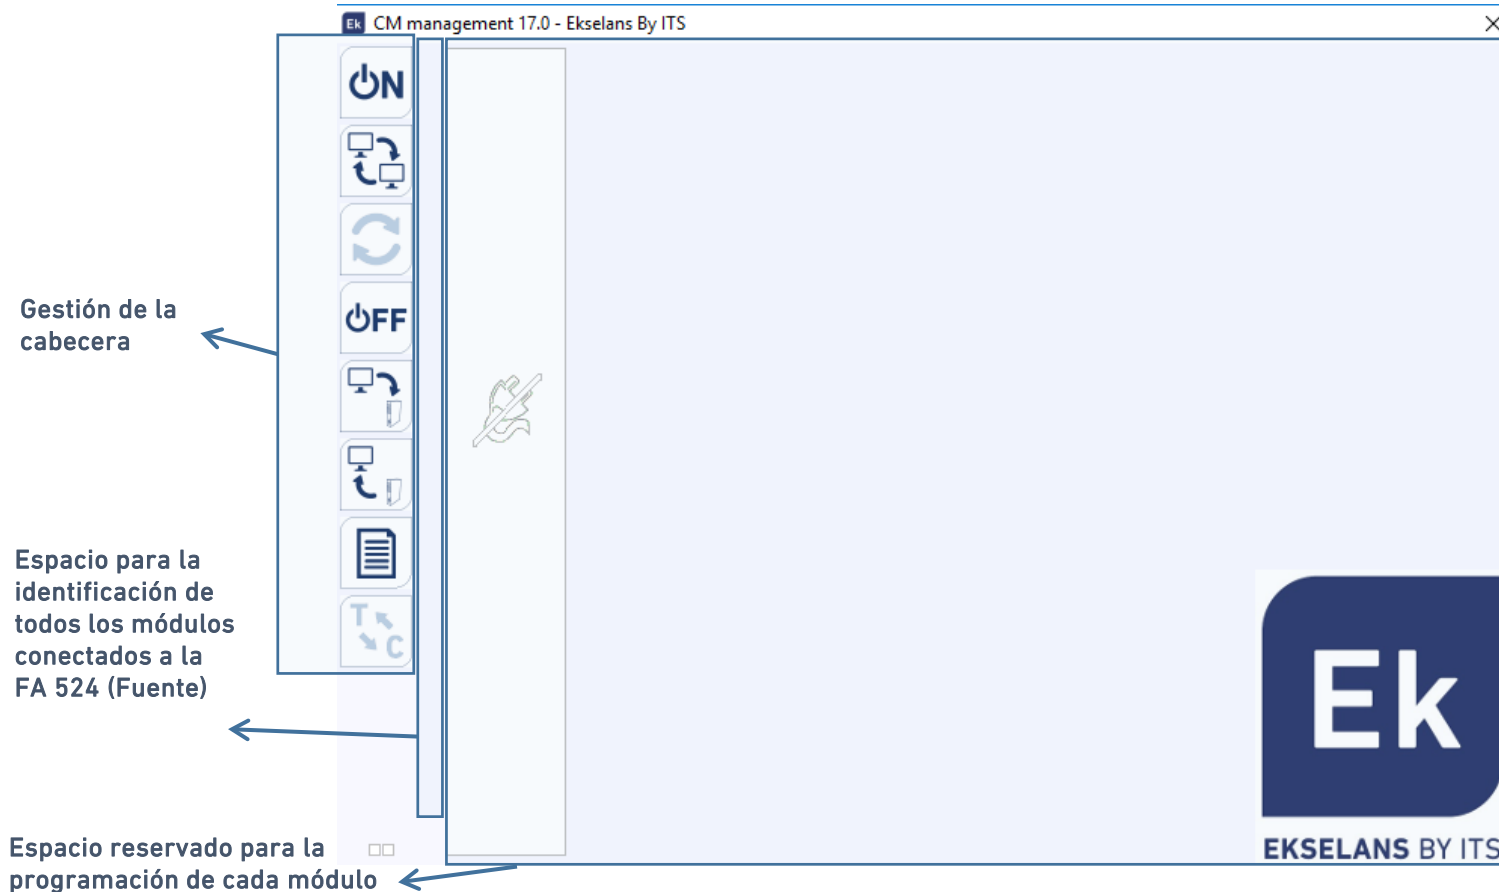 Ek CM management 17.0 - Ekselans By ITS
ON
OFF
Gestión de la
cabecera
Espacio para la
identificación de
todos los módulos
conectados a la
FA 524 (Fuente)
T
C
Ek
EKSELANS BY ITS
Espacio reservado para la
programación de cada módulo